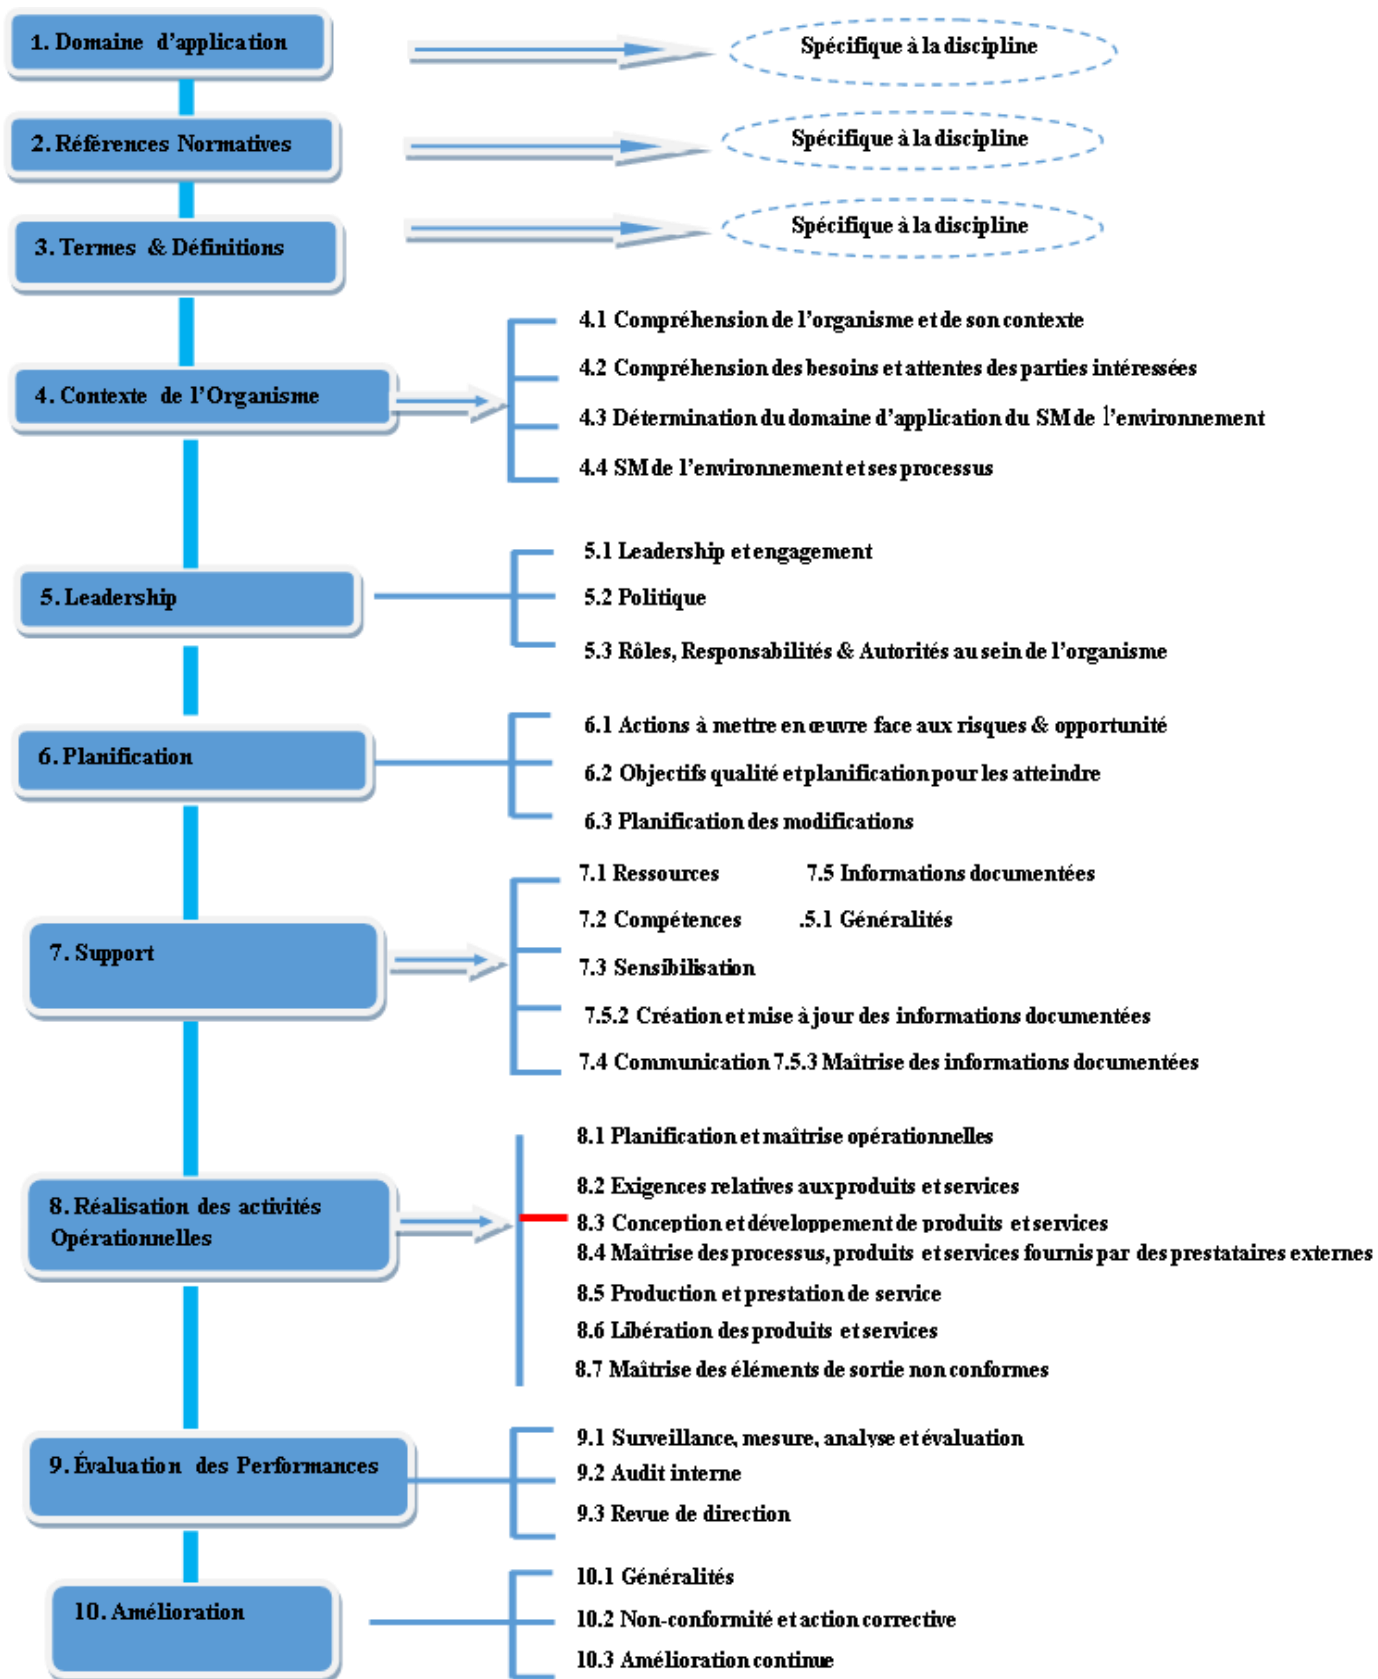 1. Domaine d'application
Spécifique à la discipline
2. Références Normatives
Spécifique à la discipline
3. Termes & Définitions
Spécifique à la discipline
4. Contexte de l'Organisme
4.1 Compréhension de l'organisme et de son contexte
4.2 Compréhension des besoins et attentes des parties intéressées
4.3 Détermination du domaine d'application du SM de l'environnement
4.4 SM de l'environnement et ses processus
5. Leadership
5.1 Leadership et engagement
5.2 Politique
5.3 Rôles, Responsabilités & Autorités au sein de l'organisme
6. Planification
6.1 Actions à mettre en œuvre face aux risques & opportunité
6.2 Objectifs qualité et planification pour les atteindre
6.3 Planification des modifications
7. Support
7.1 Ressources 7.5 Informations documentées
7.2 Compétences .5.1 Généralités
7.3 Sensibilisation
7.5.2 Création et mise à jour des informations documentées
7.4 Communication 7.5.3 Maîtrise des informations documentées
8. Réalisation des activités
Opérationnelles
8.1 Planification et maîtrise opérationnelles
8.2 Exigences relatives aux produits et services
8.3 Conception et développement de produits et services
8.4 Maîtrise des processus, produits et services fournis par des prestataires externes
8.5 Production et prestation de service
8.6 Libération des produits et services
8.7 Maîtrise des éléments de sortie non conformes
9. Évaluation des Performances
9.1 Surveillance, mesure, analyse et évaluation
9.2 Audit interne
9.3 Revue de direction
10. Amélioration
10.1 Généralités
10.2 Non-conformité et action corrective
10.3 Amélioration continue